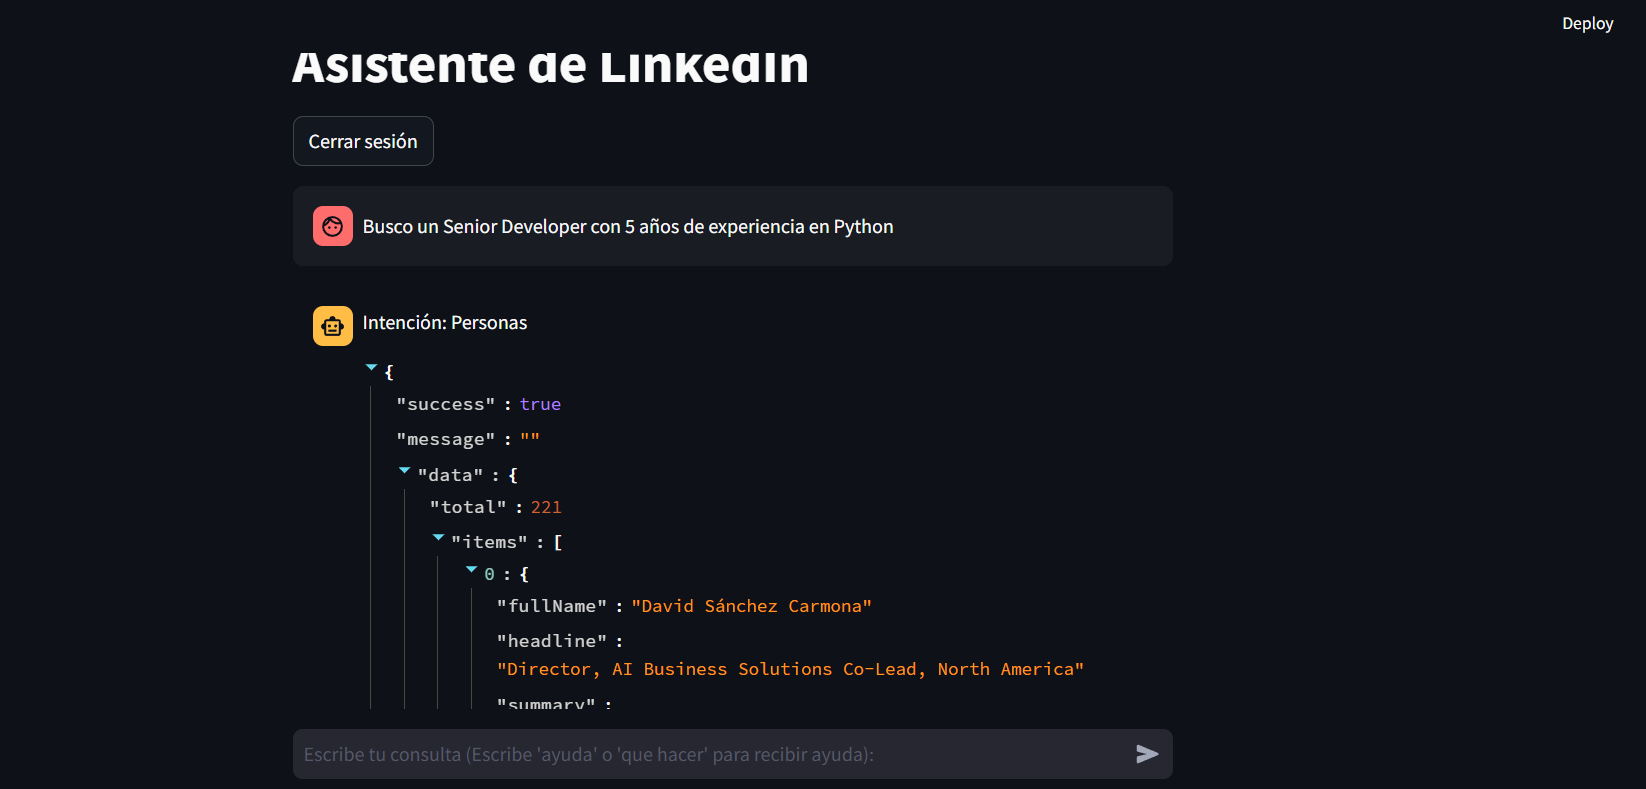 Deploy
Asistente de LinkedIn
Cerrar sesión
Busco un Senior Developer con 5 años de experiencia en Python
Intención: Personas
{
"success" : true
"message" : ""
"data" : {
"total" : 221
"items" : [
0 : {
"fullName" : "David Sánchez Carmona"
"headline" :
"Director, AI Business Solutions Co-Lead, North America"
"summary" :
Escribe tu consulta (Escribe 'ayuda' o 'que hacer' para recibir ayuda):